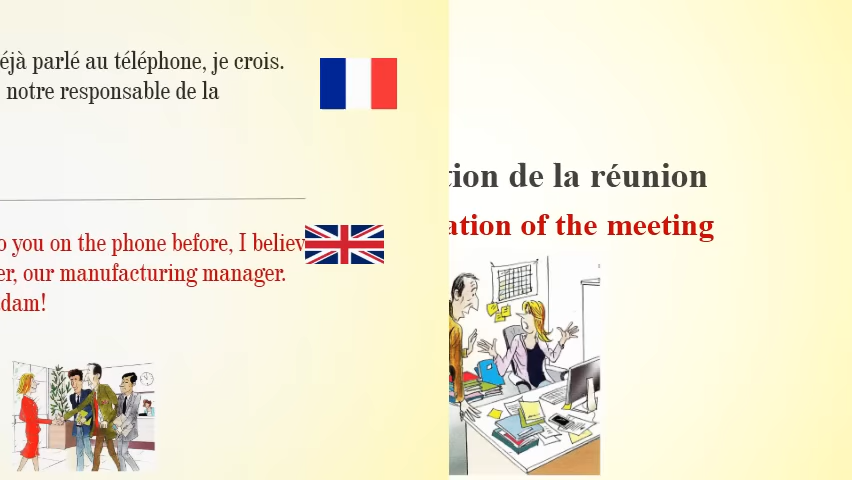 éjà parlé au téléphone, je crois.
notre responsable de la
o you on the phone before, I believ
er, our manufacturing manager.
dam!
tion de la réunion
ation of the meeting